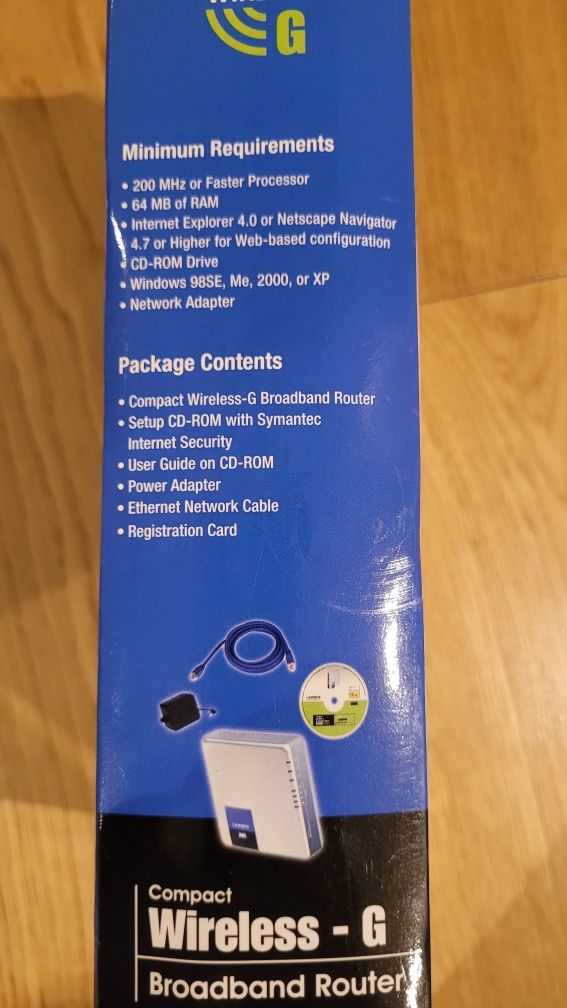 G
Minimum Requirements
• 200 MHz or Faster Processor
• 64 MB of RAM
• Internet Explorer 4.0 or Netscape Navigator
4.7 or Higher for Web-based configuration
• CD-ROM Drive
• Windows 98SE, Me, 2000, or XP
• Network Adapter
Package Contents
• Compact Wireless-G Broadband Router
• Setup CD-ROM with Symantec
Internet Security
• User Guide on CD-ROM
• Power Adapter
• Ethernet Network Cable
• Registration Card
Compact
Wireless - G
Broadband Router